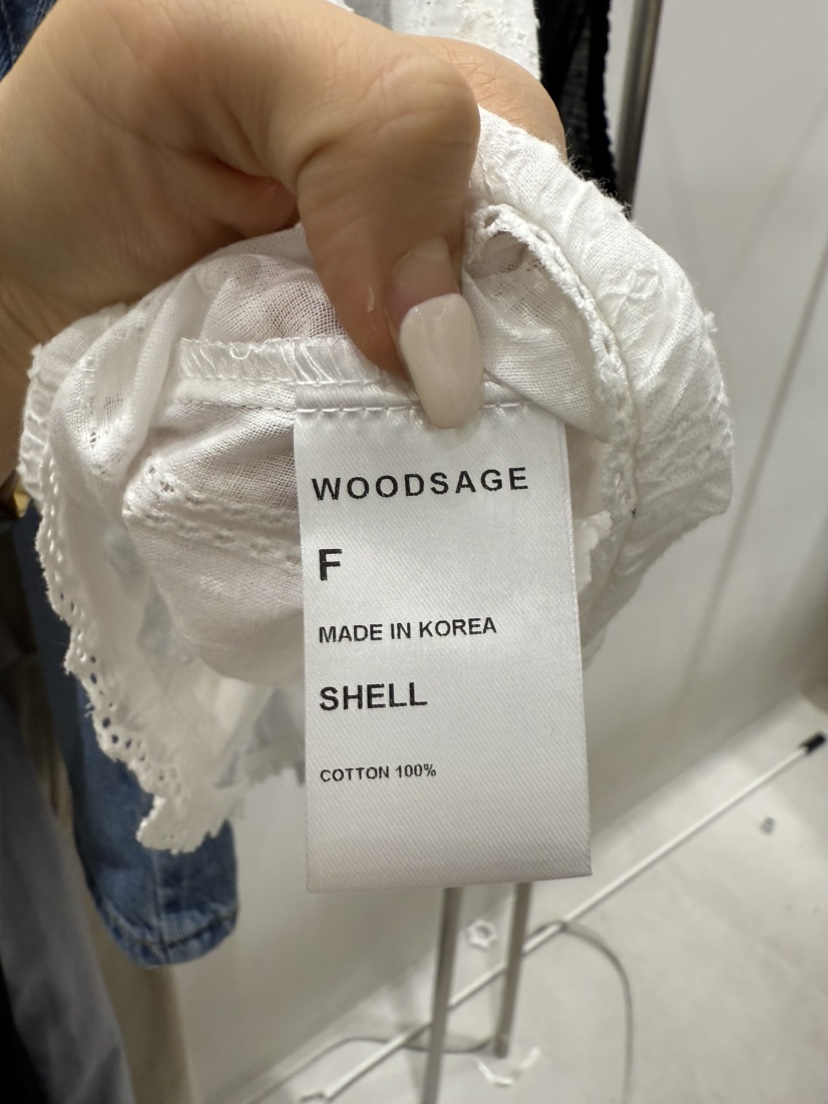 WOODSAGE
F
MADE IN KOREA
SHELL
COTTON 100%